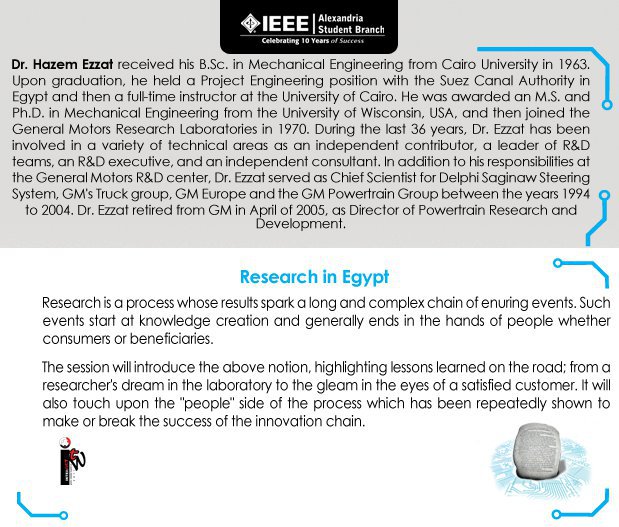 IEEE Alexandria
Student Branch
Celebrating 10 Years of Success
Dr. Hazem Ezzat received his B.Sc. in Mechanical Engineering from Cairo University in 1963.
Upon graduation, he held a Project Engineering position with the Suez Canal Authority in
Egypt and then a full-time instructor at the University of Cairo. He was awarded an M.S. and
Ph.D. in Mechanical Engineering from the University of Wisconsin, USA, and then joined the
General Motors Research Laboratories in 1970. During the last 36 years, Dr. Ezzat has been
involved in a variety of technical areas as an independent contributor, a leader of R&D
teams, an R&D executive, and an independent consultant. In addition to his responsibilities at
the General Motors R&D center, Dr. Ezzat served as Chief Scientist for Delphi Saginaw Steering
System, GM's Truck group, GM Europe and the GM Powertrain Group between the years 1994
to 2004. Dr. Ezzat retired from GM in April of 2005, as Director of Powertrain Research and
Development.
Research in Egypt
Research is a process whose results spark a long and complex chain of enuring events. Such
events start at knowledge creation and generally ends in the hands of people whether
consumers or beneficiaries.
The session will introduce the above notion, highlighting lessons learned on the road; from a
researcher's dream in the laboratory to the gleam in the eyes of a satisfied customer. It will
also touch upon the "people" side of the process which has been repeatedly shown to
make or break the success of the innovation chain.